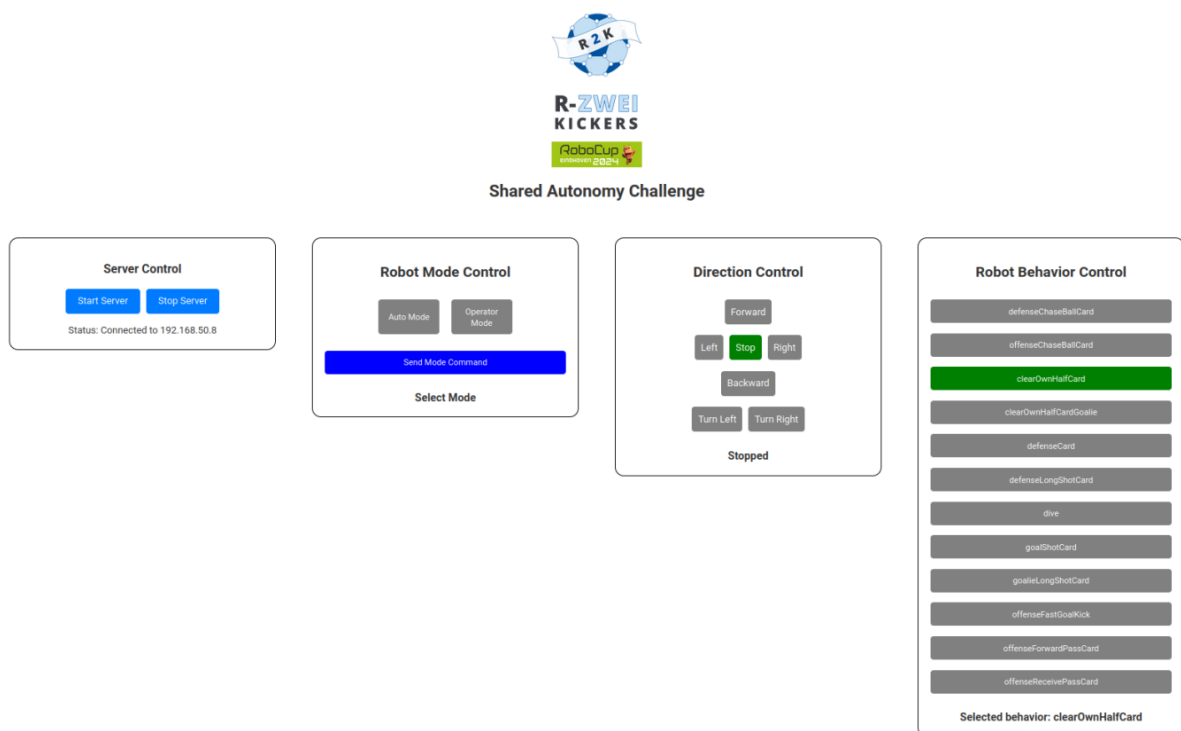 R2K
R-ZWEI
KICKERS
RoboCup
EINDHOVEN 2024
Shared Autonomy Challenge
Server Control
Start Server Stop Server
Status: Connected to 192.168.50.8
Robot Mode Control
Auto Mode
Operator
Mode
Send Mode Command
Select Mode
Direction Control
Forward
Left Stop Right
Backward
Turn Left Turn Right
Stopped
Robot Behavior Control
defenseChaseBallCard
offenseChaseBallCard
clearOwnHalfCard
clearOwnHalfCardGoalie
defenseCard
defenseLongShotCard
dive
goalShotCard
goalieLongShotCard
offenseFastGoalKick
offenseForwardPassCard
offenseReceivePassCard
Selected behavior: clearOwnHalfCard